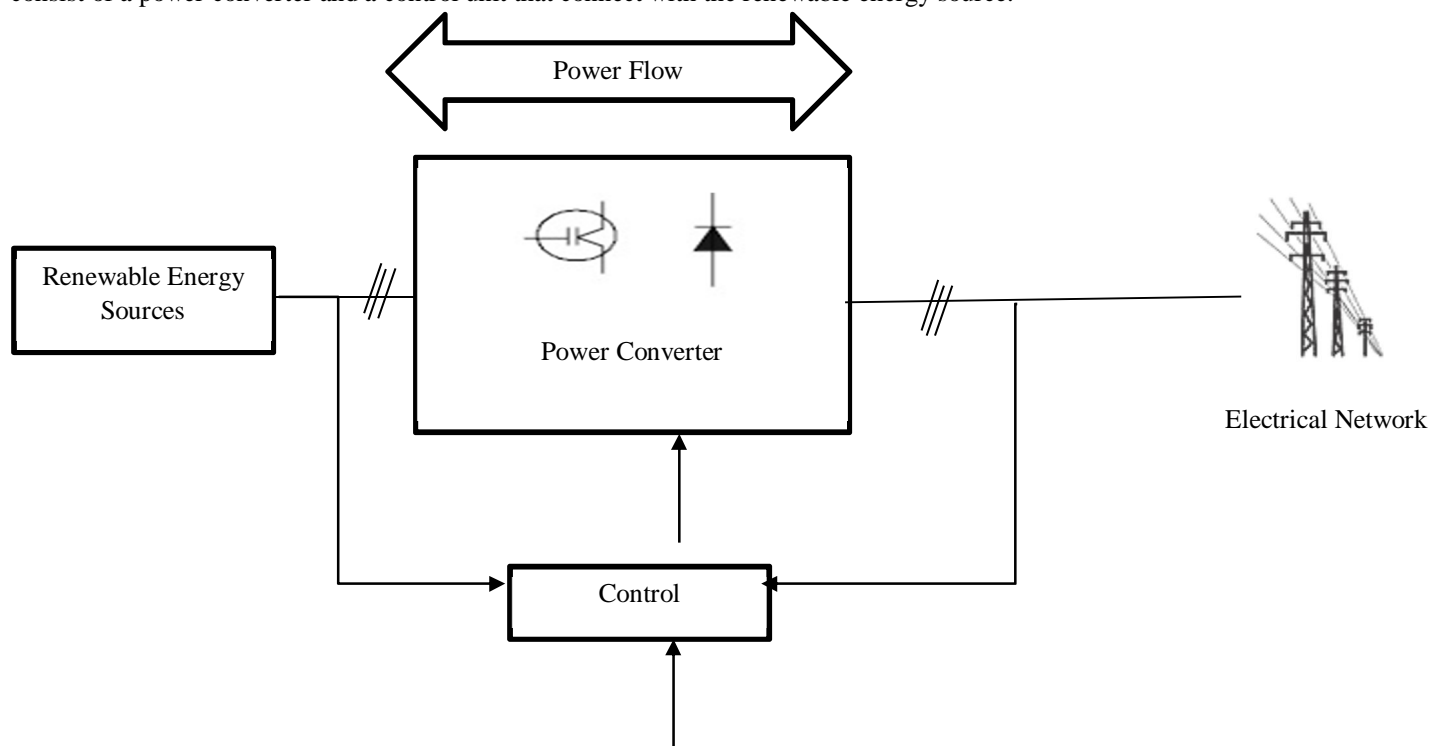 consist of a power converter and a control unit that connect with the renewable energy source.
Power Flow
Renewable Energy
Sources
Power Converter
Electrical Network
Control